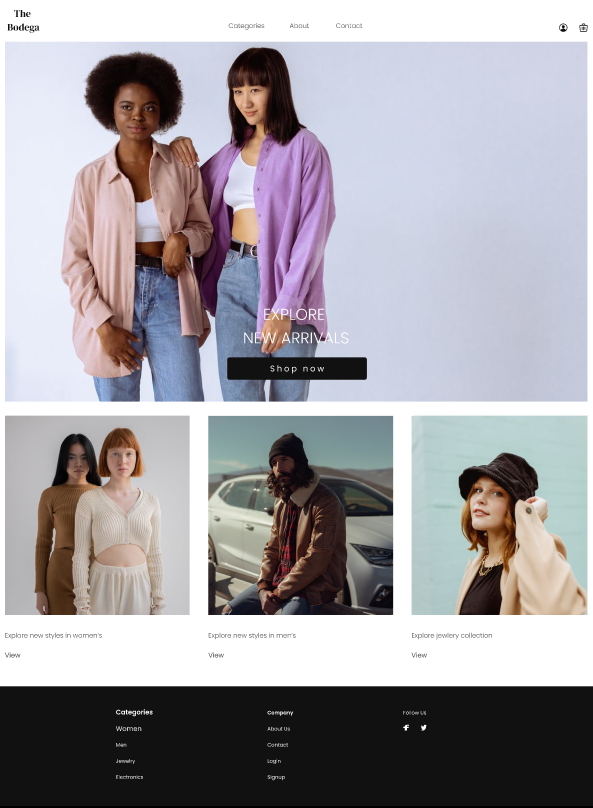 The
Bodega
Categories
About
Contact
EXPLORE
NEW ARRIVALS
Shop now
Explore new styles in women's
View
Explore new styles in men's
View
Explore jewlery collection
View
Categories
Women
Men
Jewelry
Electronics
Company
About Us
Contact
Login
Signup
Follow Us